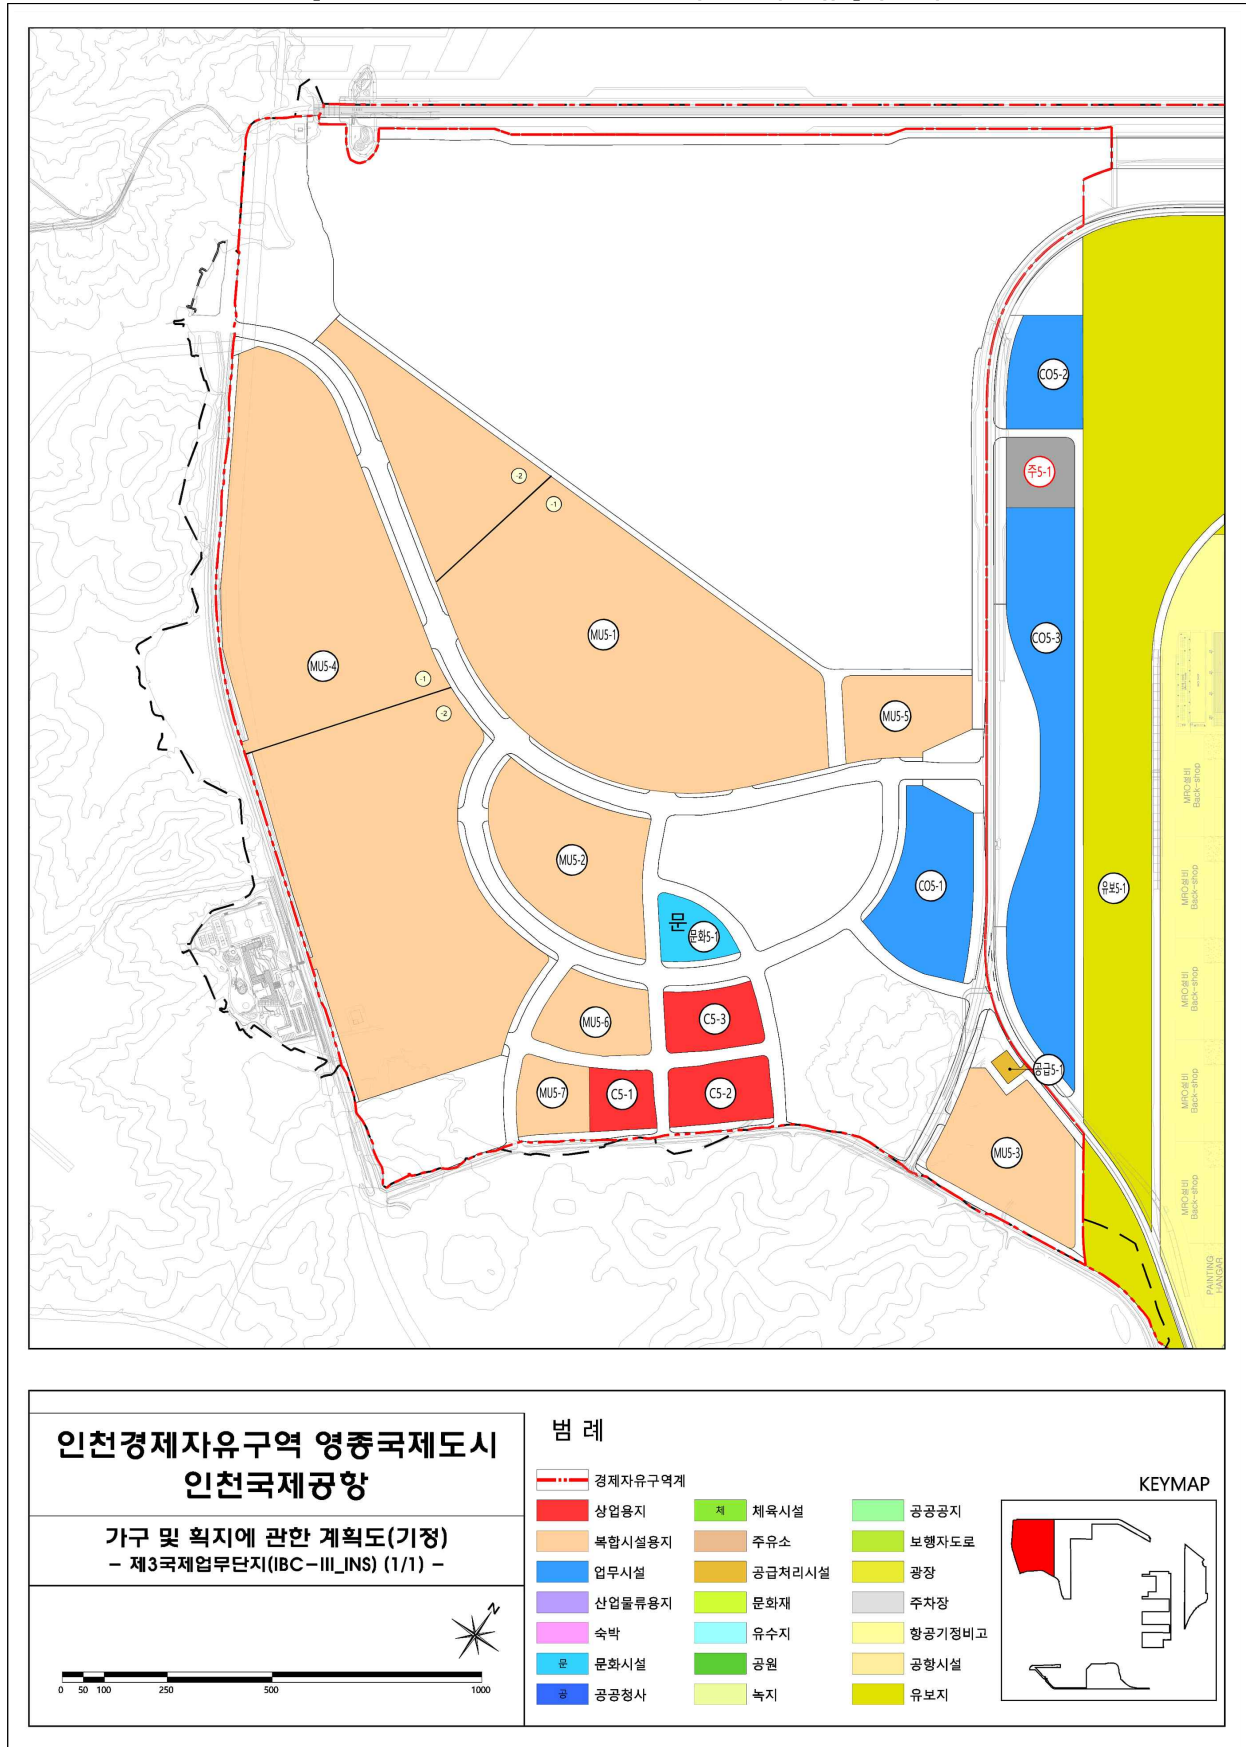 CO5-2
주5-1
-2
-1
MU5-1
CO5-3
MU5-4
-1
-2
MU5-5
MRO설비
Back-shop
MU5-2
CO5-1
유보5-1
MRO설비
Back-shop
문
문화5-1
MRO설비
Back-shop
MU5-6
C5-3
공급5-1
MU5-7
C5-1
C5-2
MRO설비
Back-shop
MU5-3
MRO설비
Back-shop
PAINTING
HANGAR
인천경제자유구역 영종국제도시
인천국제공항
가구 및 획지에 관한 계획도(기정)
- 제3국제업무단지(IBC-III_INS) (1/1) -
N
0 50 100 250 500 1000
범 례
경제자유구역계
상업용지
복합시설용지
업무시설
산업물류용지
숙박
문 문화시설
공 공공청사
체 체육시설
주유소
공급처리시설
문화재
유수지
공원
녹지
공공공지
보행자도로
광장
주차장
항공기정비고
공항시설
유보지
KEYMAP